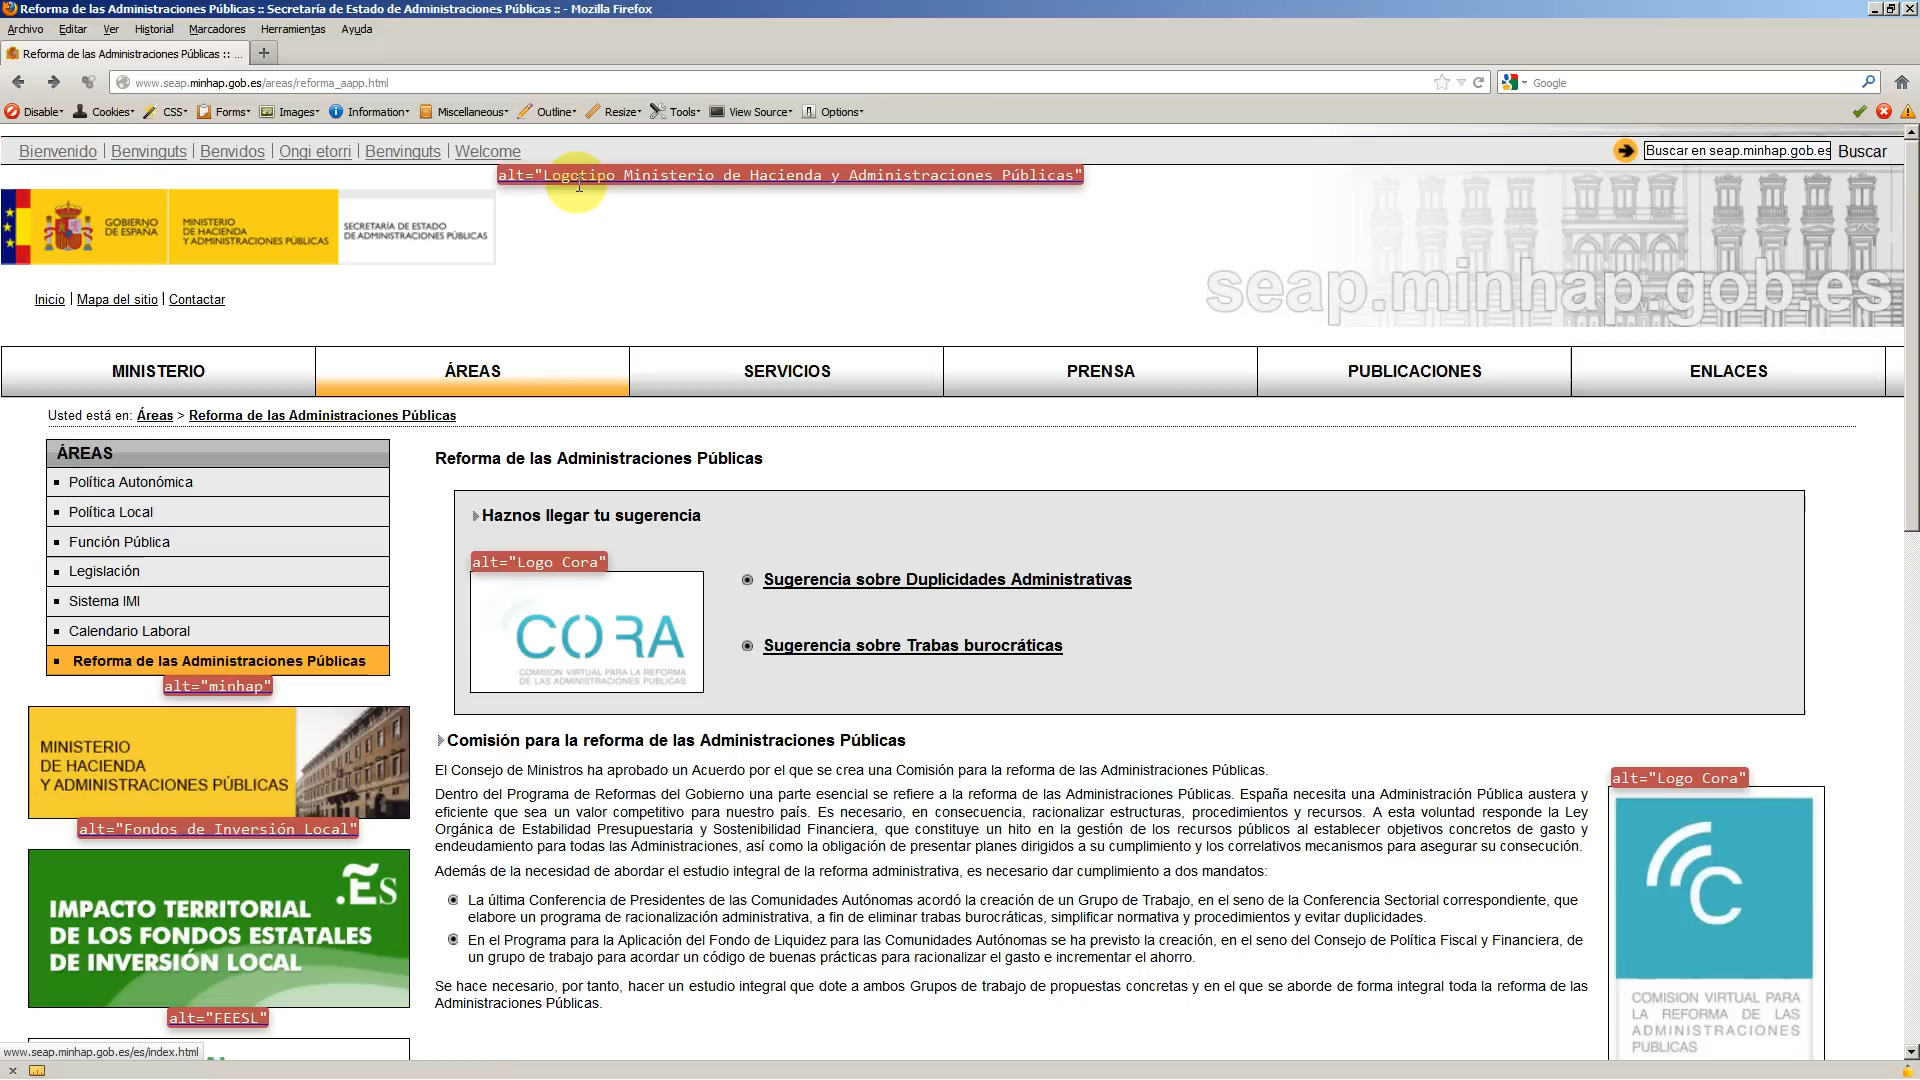 Reforma de las Administraciones Públicas :: Secretaría de Estado de Administraciones Públicas :: - Mozilla Firefox
Archivo Editar Ver Historial Marcadores Herramientas Ayuda
Reforma de las Administraciones Públicas :: ...
www.seap.minhap.gob.es/areas/reforma_aapp.html
Google
Disable Cookies CSS Forms Images Information Miscellaneous Outline Resize Tools View Source Options
Bienvenido | Benvinguts | Benvidos | Ongi etorri | Benvinguts | Welcome
Buscar en seap.minhap.gob.es Buscar
alt="Logotipo Ministerio de Hacienda y Administraciones Públicas"
GOBIERNO
DE ESPAÑA
MINISTERIO
DE HACIENDA
Y ADMINISTRACIONES PÚBLICAS
SECRETARÍA DE ESTADO
DE ADMINISTRACIONES PÚBLICAS
seap.minhap.gob.es
Inicio | Mapa del sitio | Contactar
MINISTERIO ÁREAS SERVICIOS PRENSA PUBLICACIONES ENLACES
Usted está en: Áreas > Reforma de las Administraciones Públicas
ÁREAS
Política Autonómica
Política Local
Función Pública
Legislación
Sistema IMI
Calendario Laboral
Reforma de las Administraciones Públicas
alt="minhap"
MINISTERIO
DE HACIENDA
Y ADMINISTRACIONES PÚBLICAS
alt="Fondos de Inversión Local"
.Es
IMPACTO TERRITORIAL
DE LOS FONDOS ESTATALES
DE INVERSIÓN LOCAL
alt="FEESL"
Reforma de las Administraciones Públicas
Haznos llegar tu sugerencia
alt="Logo Cora"
CORA
COMISION VIRTUAL PARA LA REFORMA
DE LAS ADMINISTRACIONES PUBLICAS
Sugerencia sobre Duplicidades Administrativas
Sugerencia sobre Trabas burocráticas
Comisión para la reforma de las Administraciones Públicas
El Consejo de Ministros ha aprobado un Acuerdo por el que se crea una Comisión para la reforma de las Administraciones Públicas.
Dentro del Programa de Reformas del Gobierno una parte esencial se refiere a la reforma de las Administraciones Públicas. España necesita una Administración Pública austera y
eficiente que sea un valor competitivo para nuestro país. Es necesario, en consecuencia, racionalizar estructuras, procedimientos y recursos. A esta voluntad responde la Ley
Orgánica de Estabilidad Presupuestaria y Sostenibilidad Financiera, que constituye un hito en la gestión de los recursos públicos al establecer objetivos concretos de gasto y
endeudamiento para todas las Administraciones, así como la obligación de presentar planes dirigidos a su cumplimiento y los correlativos mecanismos para asegurar su consecución.
Además de la necesidad de abordar el estudio integral de la reforma administrativa, es necesario dar cumplimiento a dos mandatos:
La última Conferencia de Presidentes de las Comunidades Autónomas acordó la creación de un Grupo de Trabajo, en el seno de la Conferencia Sectorial correspondiente, que
elabore un programa de racionalización administrativa, a fin de eliminar trabas burocráticas, simplificar normativa y procedimientos y evitar duplicidades.
En el Programa para la Aplicación del Fondo de Liquidez para las Comunidades Autónomas se ha previsto la creación, en el seno del Consejo de Política Fiscal y Financiera, de
un grupo de trabajo para acordar un código de buenas prácticas para racionalizar el gasto e incrementar el ahorro.
Se hace necesario, por tanto, hacer un estudio integral que dote a ambos Grupos de trabajo de propuestas concretas y en el que se aborde de forma integral toda la reforma de las
Administraciones Públicas.
alt="Logo Cora"
COMISION VIRTUAL PARA
LA REFORMA DE LAS
ADMINISTRACIONES
PUBLICAS
www.seap.minhap.gob.es/es/index.html